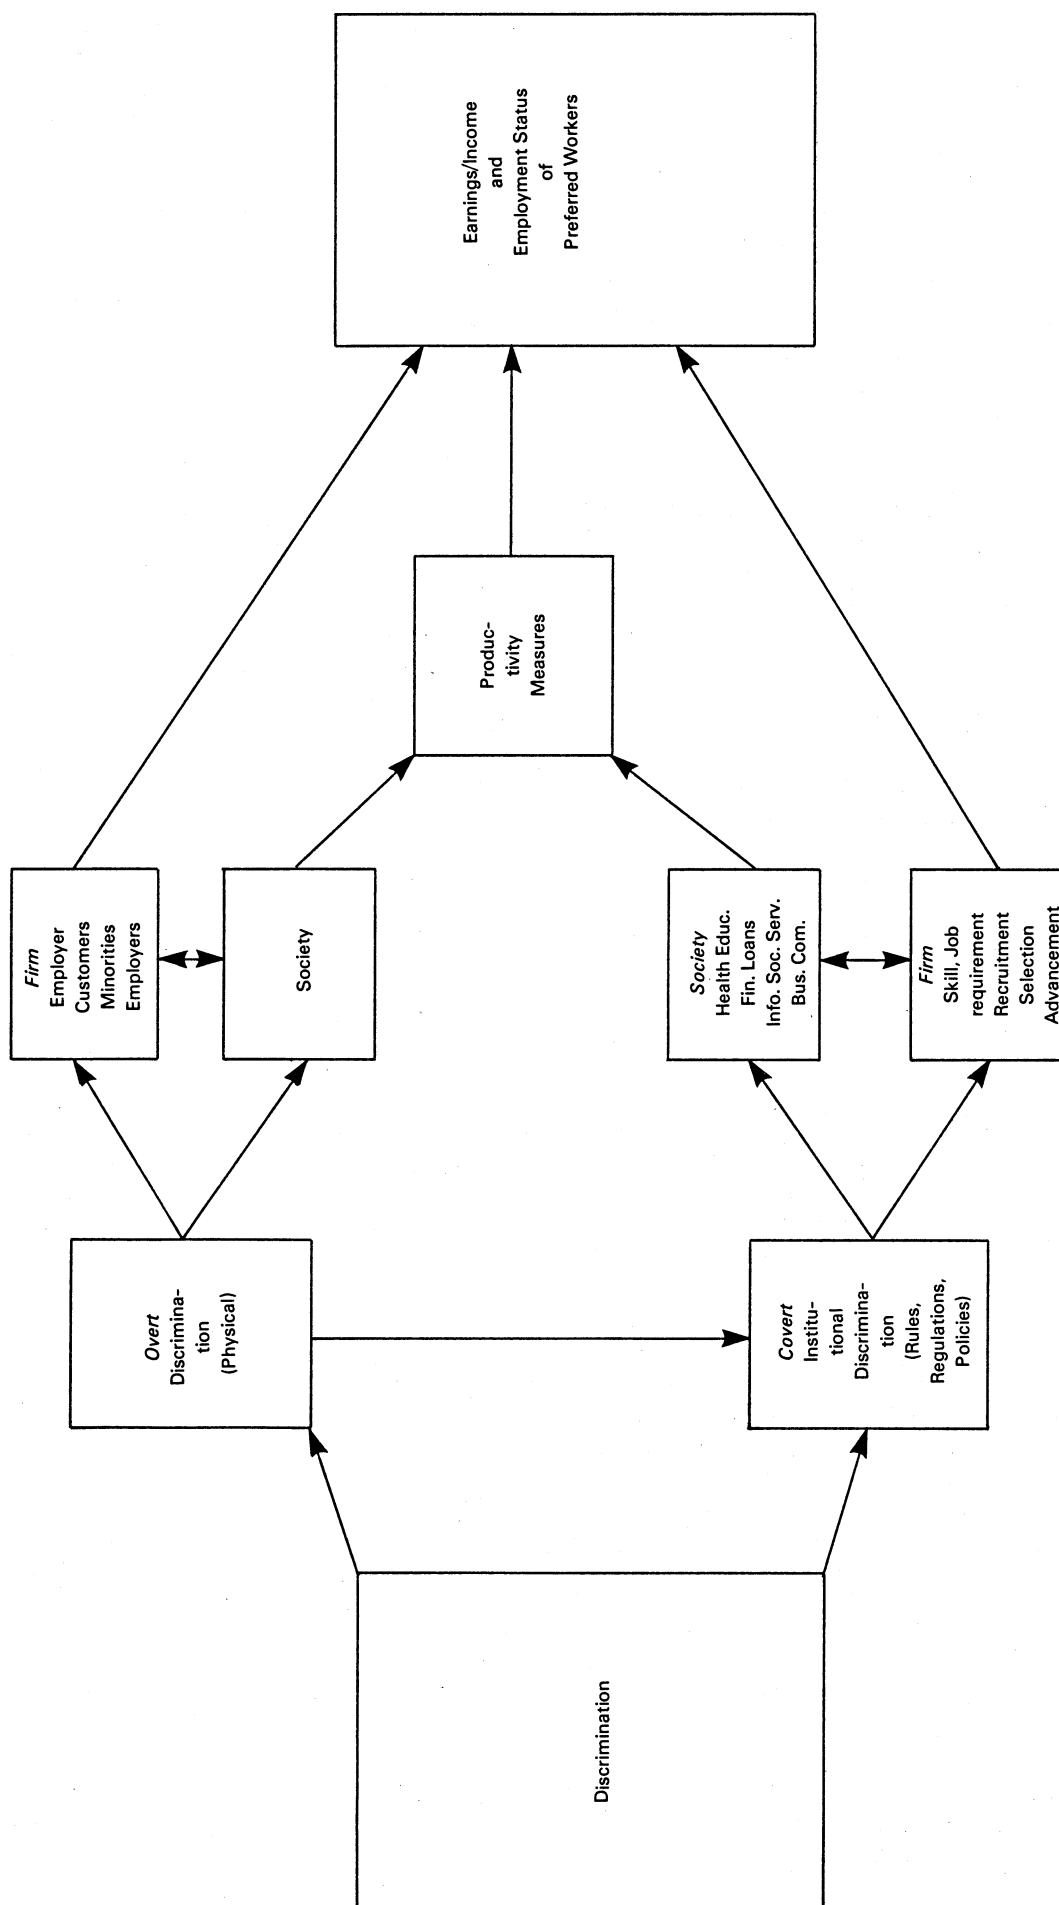 Discrimination
Overt
Discrimina-
tion
(Physical)
Covert
Institu-
tional
Discrimina-
tion
(Rules,
Regulations,
Policies)
Firm
Employer
Customers
Minorities
Employers
Society
Society
Health Educ.
Fin. Loans
Info. Soc. Serv.
Bus. Com.
Firm
Skill, Job
requirement
Recruitment
Selection
Advancement
Produc-
tivity
Measures
Earnings/Income
and
Employment Status
of
Preferred Workers